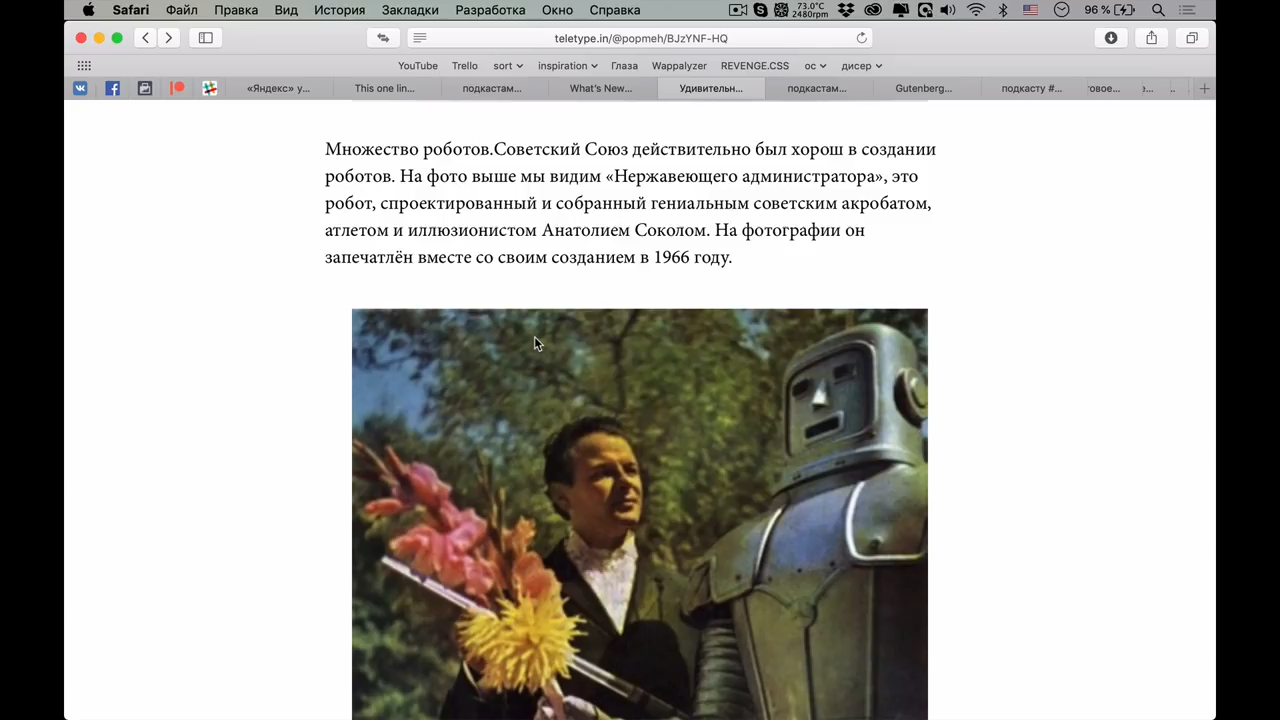 Safari Файл Правка Вид История Закладки Разработка Окно Справка 73.0°C 2480rpm 96 %
teletype.in/@popmeh/BJzYNF-HQ
YouTube Trello sort inspiration Глаза Wappalyzer REVENGE.CSS ос дисер
«Яндекс» у... This one lin... подкастам... What's New... Удивительн... подкастам... Gutenberg... подкасту #... говое... е... ..
Множество роботов.Советский Союз действительно был хорош в создании
роботов. На фото выше мы видим «Нержавеющего администратора», это
робот, спроектированный и собранный гениальным советским акробатом,
атлетом и иллюзионистом Анатолием Соколом. На фотографии он
запечатлён вместе со своим созданием в 1966 году.